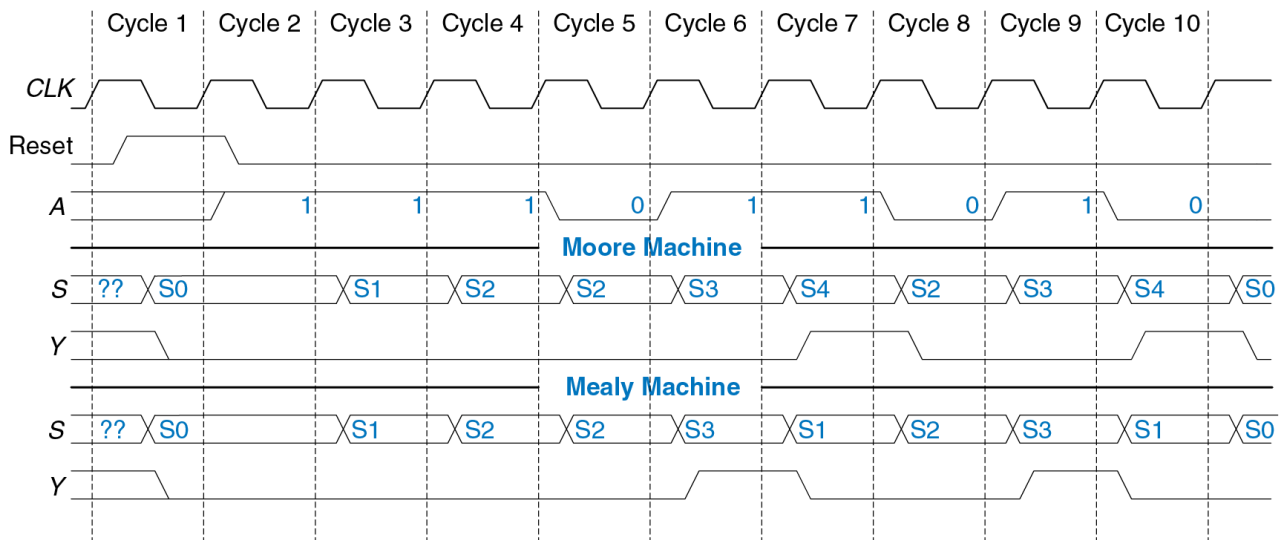 Cycle 1 Cycle 2 Cycle 3 Cycle 4 Cycle 5 Cycle 6 Cycle 7 Cycle 8 Cycle 9 Cycle 10
CLK
Reset
A 1 1 1 0 1 1 0 1 0
Moore Machine
S ?? S0 S1 S2 S2 S3 S4 S2 S3 S4 S0
Y
Mealy Machine
S ?? S0 S1 S2 S2 S3 S1 S2 S3 S1 S0
Y